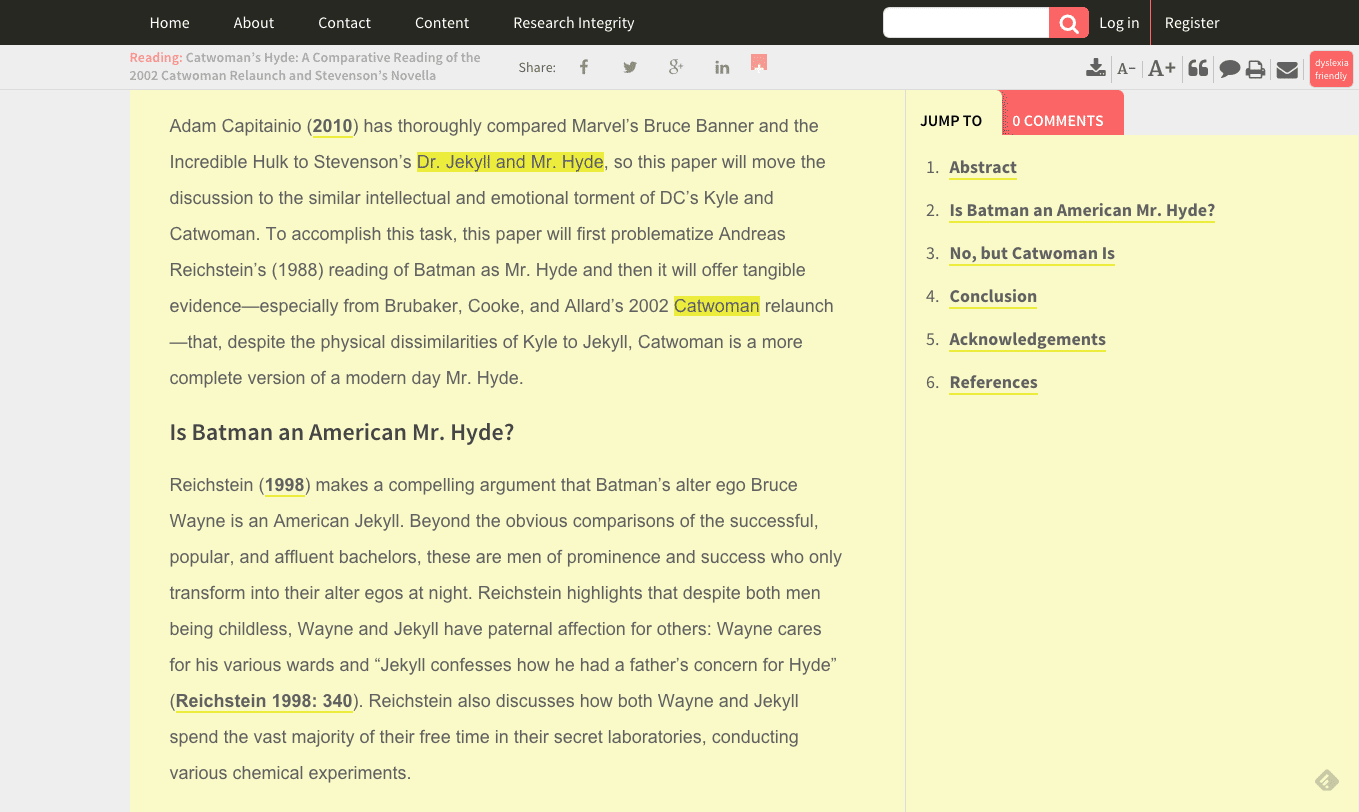 Home About Contact Content Research Integrity Log in Register
Reading: Catwoman’s Hyde: A Comparative Reading of the
2002 Catwoman Relaunch and Stevenson’s Novella
Share:
A- A+
dyslexia
friendly
Adam Capitainio (2010) has thoroughly compared Marvel’s Bruce Banner and the
Incredible Hulk to Stevenson’s Dr. Jekyll and Mr. Hyde, so this paper will move the
discussion to the similar intellectual and emotional torment of DC’s Kyle and
Catwoman. To accomplish this task, this paper will first problematize Andreas
Reichstein’s (1988) reading of Batman as Mr. Hyde and then it will offer tangible
evidence—especially from Brubaker, Cooke, and Allard’s 2002 Catwoman relaunch
—that, despite the physical dissimilarities of Kyle to Jekyll, Catwoman is a more
complete version of a modern day Mr. Hyde.
Is Batman an American Mr. Hyde?
Reichstein (1998) makes a compelling argument that Batman’s alter ego Bruce
Wayne is an American Jekyll. Beyond the obvious comparisons of the successful,
popular, and affluent bachelors, these are men of prominence and success who only
transform into their alter egos at night. Reichstein highlights that despite both men
being childless, Wayne and Jekyll have paternal affection for others: Wayne cares
for his various wards and “Jekyll confesses how he had a father’s concern for Hyde”
(Reichstein 1998: 340). Reichstein also discusses how both Wayne and Jekyll
spend the vast majority of their free time in their secret laboratories, conducting
various chemical experiments.
JUMP TO 0 COMMENTS
1. Abstract
2. Is Batman an American Mr. Hyde?
3. No, but Catwoman Is
4. Conclusion
5. Acknowledgements
6. References